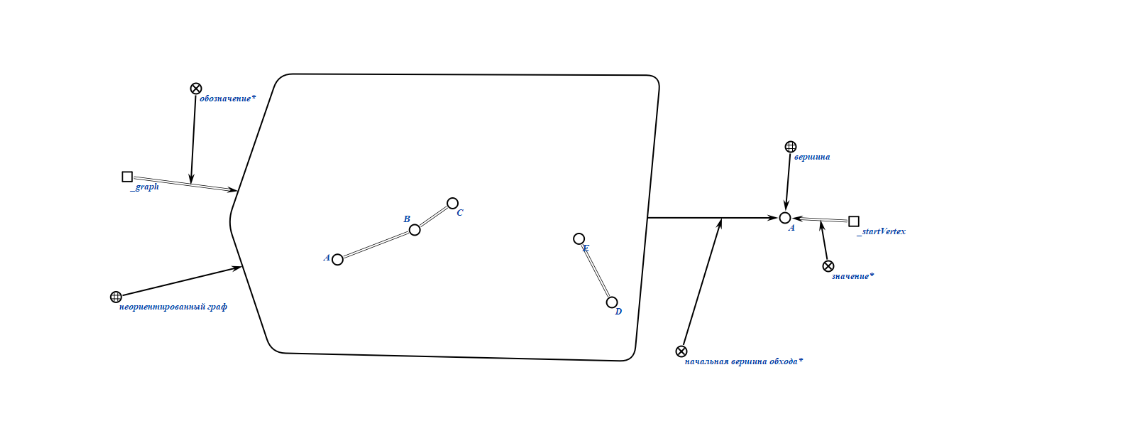 обозначение*
_graph
неориентированный граф
A
B
C
E
D
вершина
A
_startVertex
значение*
начальная вершина обхода*